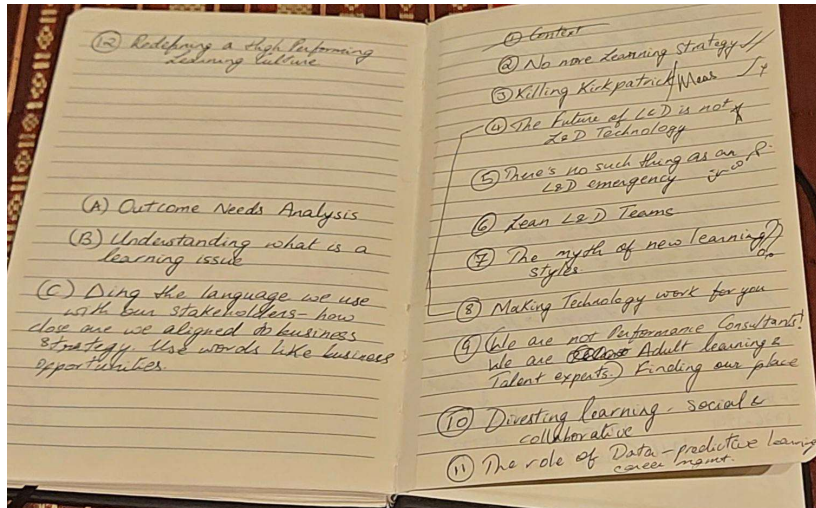 (12) Redefining a High Performing
Learning Culture
(A) Outcome Needs Analysis
(B) Understanding what is a
learning issue
(C) Ding the language we use
with our stakeholders - how
close are we aligned to business
strategy. Use words like business
opportunities.
(1) Context
(2) No more Learning Strategy
(3) Killing Kirkpatrick/Meas
(4) The Future of L&D is not
L&D Technology
(5) There's no such thing as an
L&D emergency
(6) Lean L&D Teams
(7) The myth of new learning
styles
(8) Making Technology work for you
(9) (We are not Performance Consultants!
We are Adult learning &
Talent experts.) Finding our place
(10) Divesting learning - social &
collaborative
(11) The role of Data - predictive learning
career mgmt.